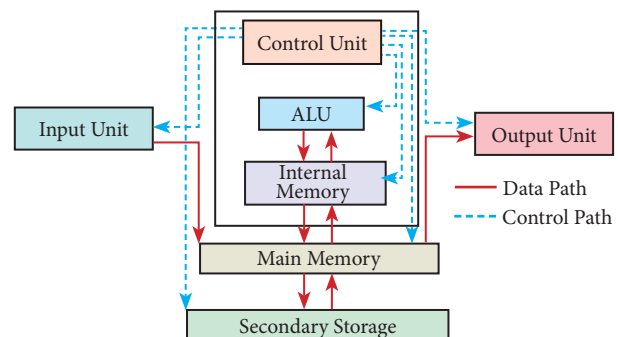 Control Unit
ALU
Input Unit
Output Unit
Internal
Memory
Data Path
Control Path
Main Memory
Secondary Storage